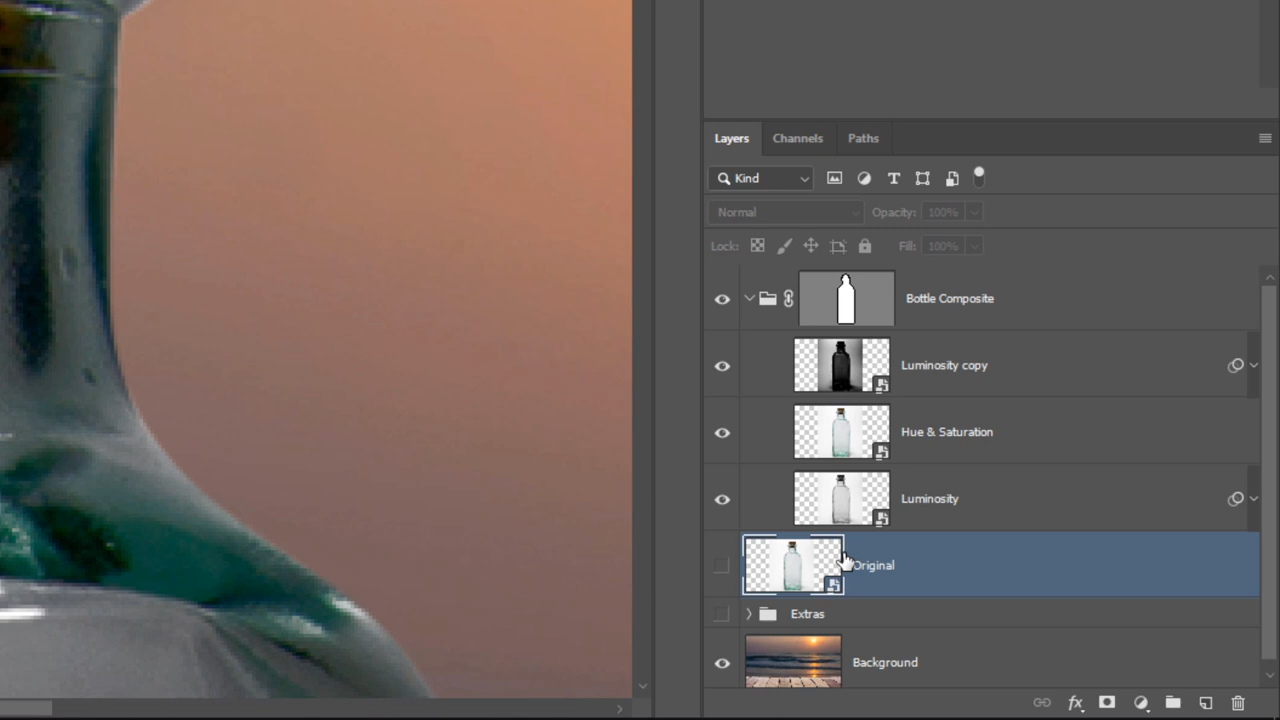 Layers Channels Paths
Kind T
Normal Opacity: 100%
Lock: Fill: 100%
Bottle Composite
Luminosity copy
Hue & Saturation
Luminosity
Original
Extras
Background
fx